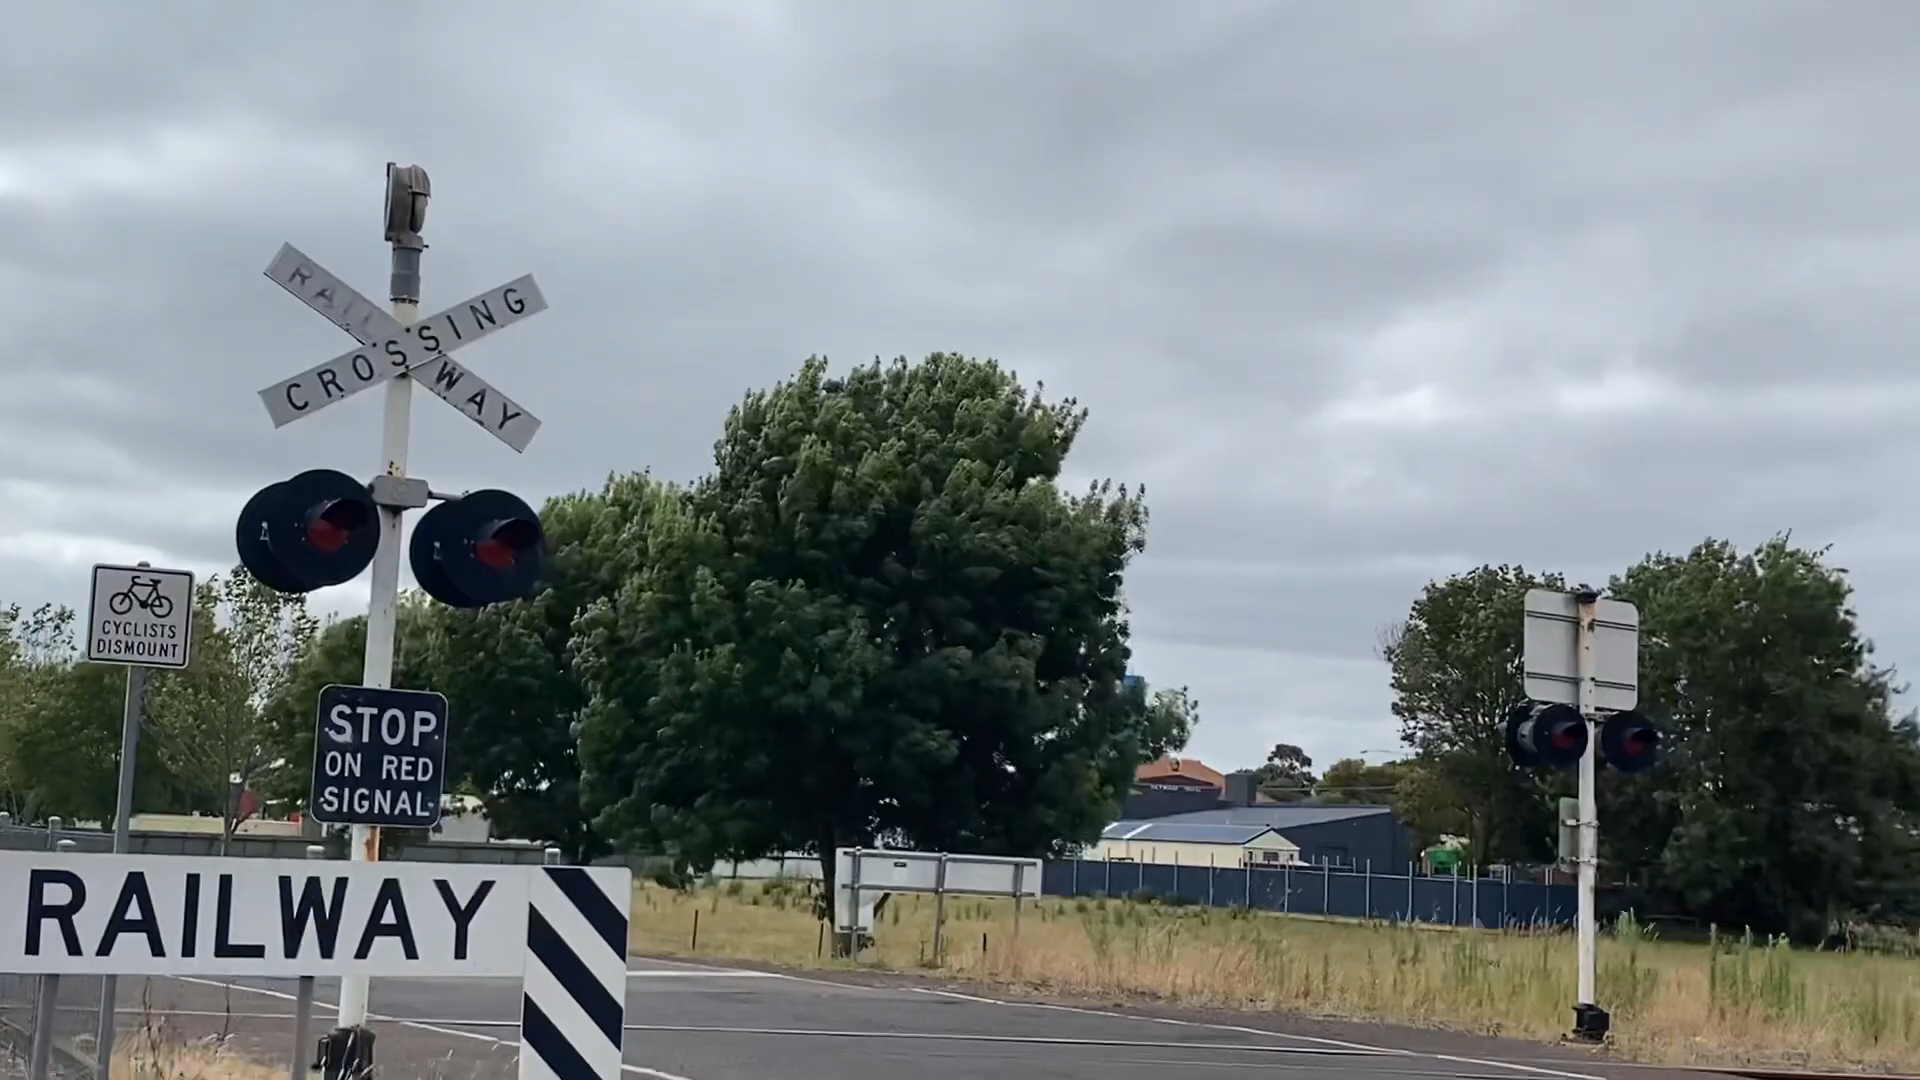 RAILWAY
CROSSING
CYCLISTS
DISMOUNT
STOP
ON RED
SIGNAL
RAILWAY